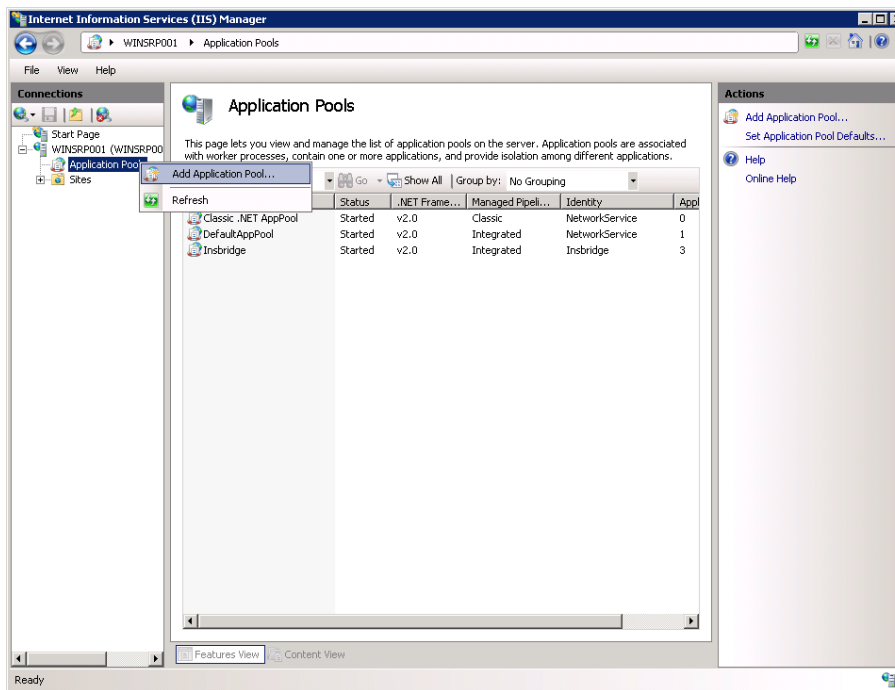 Internet Information Services (IIS) Manager
WINSRP001 Application Pools
File View Help
Connections
Start Page
WINSRP001 (WINSRP00
Application Pools
Sites
Add Application Pool...
Refresh
Application Pools
This page lets you view and manage the list of application pools on the server. Application pools are associated
with worker processes, contain one or more applications, and provide isolation among different applications.
Go Show All Group by: No Grouping
Status .NET Frame... Managed Pipeli... Identity Appl
Classic .NET AppPool Started v2.0 Classic NetworkService 0
DefaultAppPool Started v2.0 Integrated NetworkService 1
Insbridge Started v2.0 Integrated Insbridge 3
Features View Content View
Actions
Add Application Pool...
Set Application Pool Defaults...
Help
Online Help
Ready